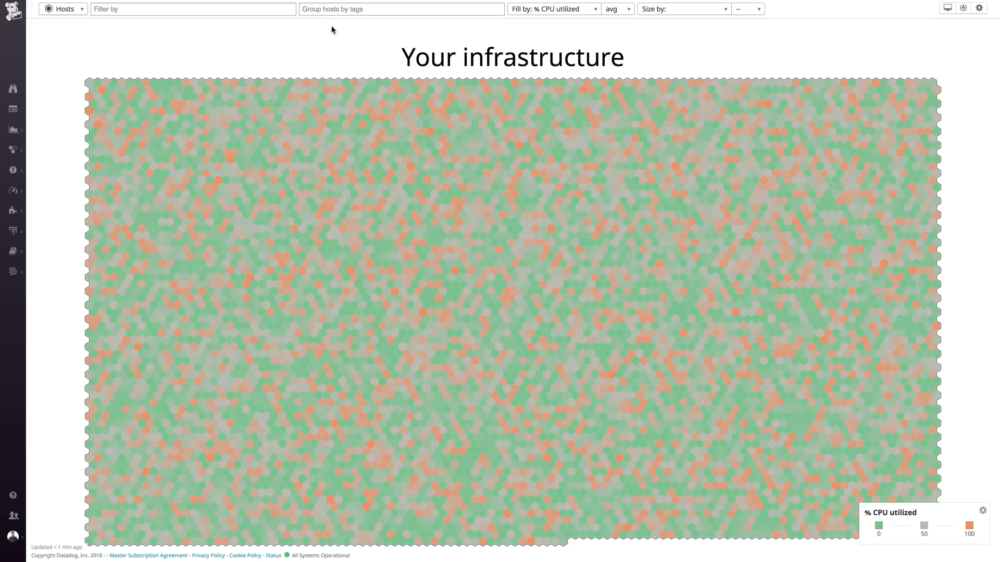 Hosts
Filter by
Group hosts by tags
Fill by: % CPU utilized
avg
Size by:
--
Your infrastructure
% CPU utilized
0
50
100
Updated < 1 min ago
Copyright Datadog, Inc. 2018 - - Master Subscription Agreement - Privacy Policy - Cookie Policy - Status All Systems Operational